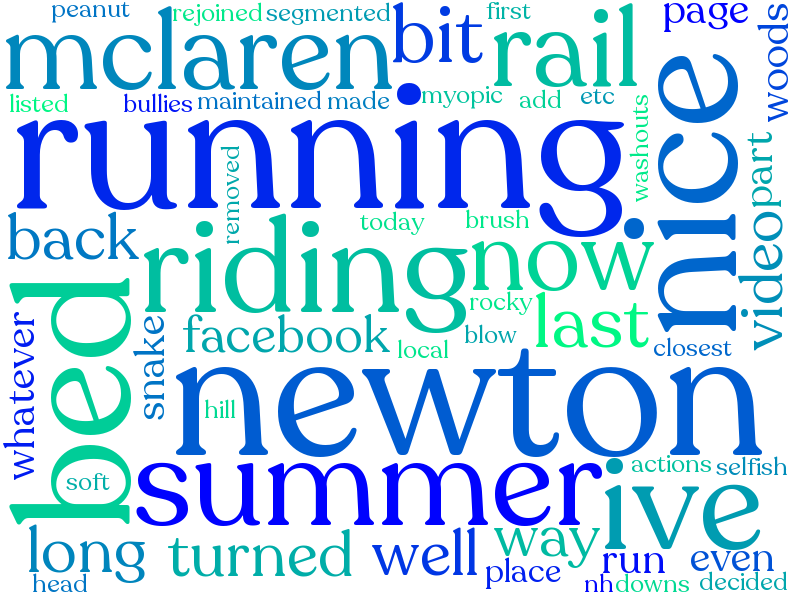 peanut rejoined segmented first page
mclaren bit rail woods
listed bullies maintained made myopic add etc
running nice
removed washouts part
today brush video
back riding now
rocky
facebook last
local blow closest
whatever bed snake
newton
hill
summer actions selfish
soft ive
long turned well way
place run even
head nh downs decided